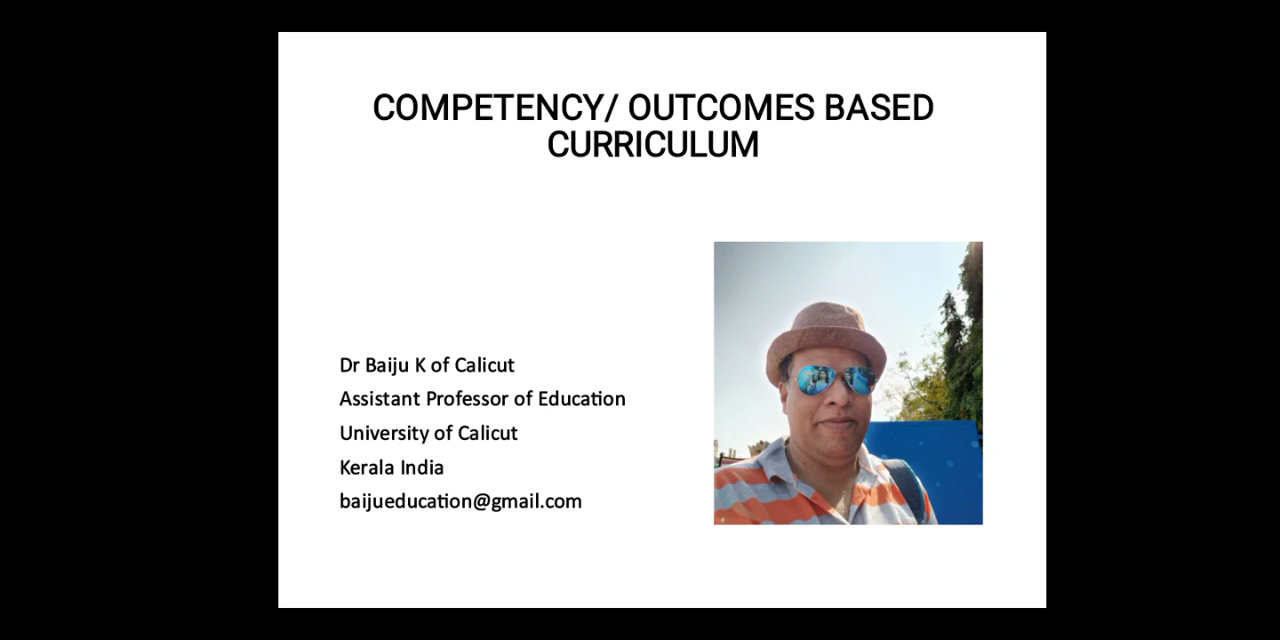 COMPETENCY/ OUTCOMES BASED
CURRICULUM
Dr Baiju K of Calicut
Assistant Professor of Education
University of Calicut
Kerala India
baijueducation@gmail.com